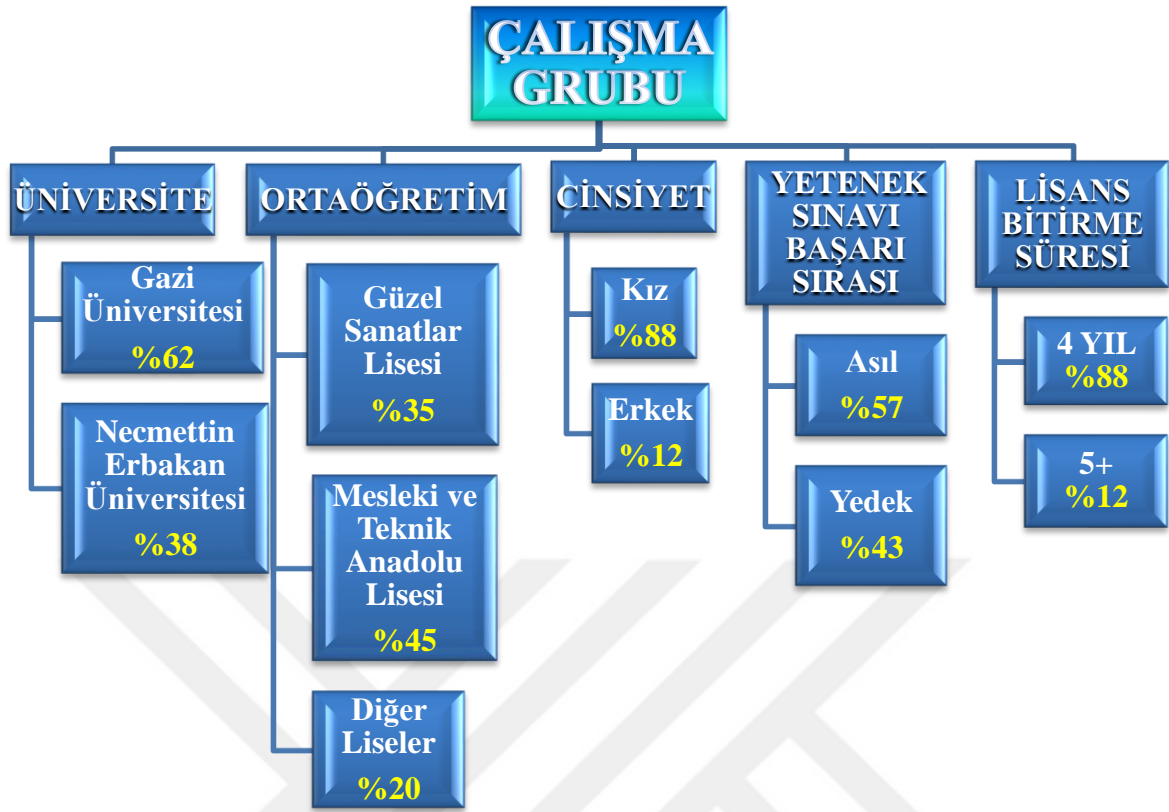 ÇALIŞMA
GRUBU
ÜNİVERSİTE
Gazi
Üniversitesi
%62
Necmettin
Erbakan
Üniversitesi
%38
ORTAÖĞRETİM
Güzel
Sanatlar
Lisesi
%35
Mesleki ve
Teknik
Anadolu
Lisesi
%45
Diğer
Liseler
%20
CİNSİYET
Kız
%88
Erkek
%12
YETENEK
SINAVI
BAŞARI
SIRASI
Asıl
%57
Yedek
%43
LİSANS
BİTİRME
SÜRESİ
4 YIL
%88
5+
%12